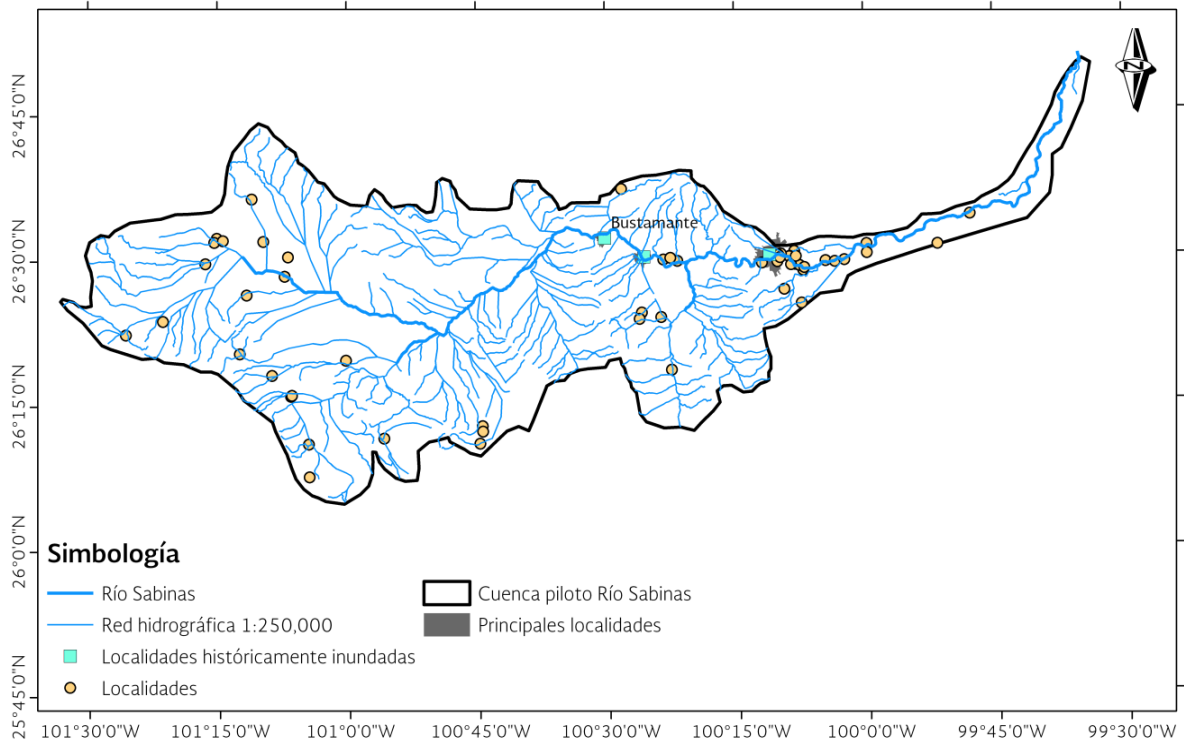 N
26°45'0"N
26°30'0"N
26°15'0"N
26°0'0"N
25°45'0"N
Bustamante
Simbología
Río Sabinas
Red hidrográfica 1:250,000
Localidades históricamente inundadas
Localidades
Cuenca piloto Río Sabinas
Principales localidades
101°30'0"W 101°15'0"W 101°0'0"W 100°45'0"W 100°30'0"W 100°15'0"W 100°0'0"W 99°45'0"W 99°30'0"W